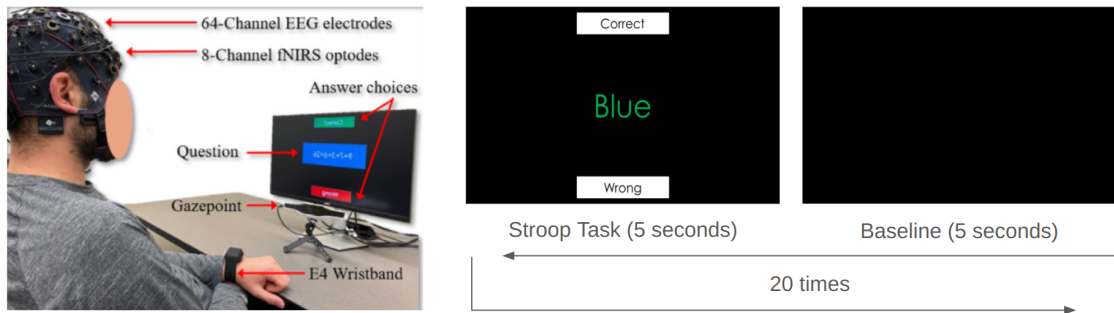 64-Channel EEG electrodes
8-Channel fNIRS optodes
Answer choices
Question
Gazepoint
E4 Wristband
Correct
Blue
Wrong
Stroop Task (5 seconds)
Baseline (5 seconds)
20 times